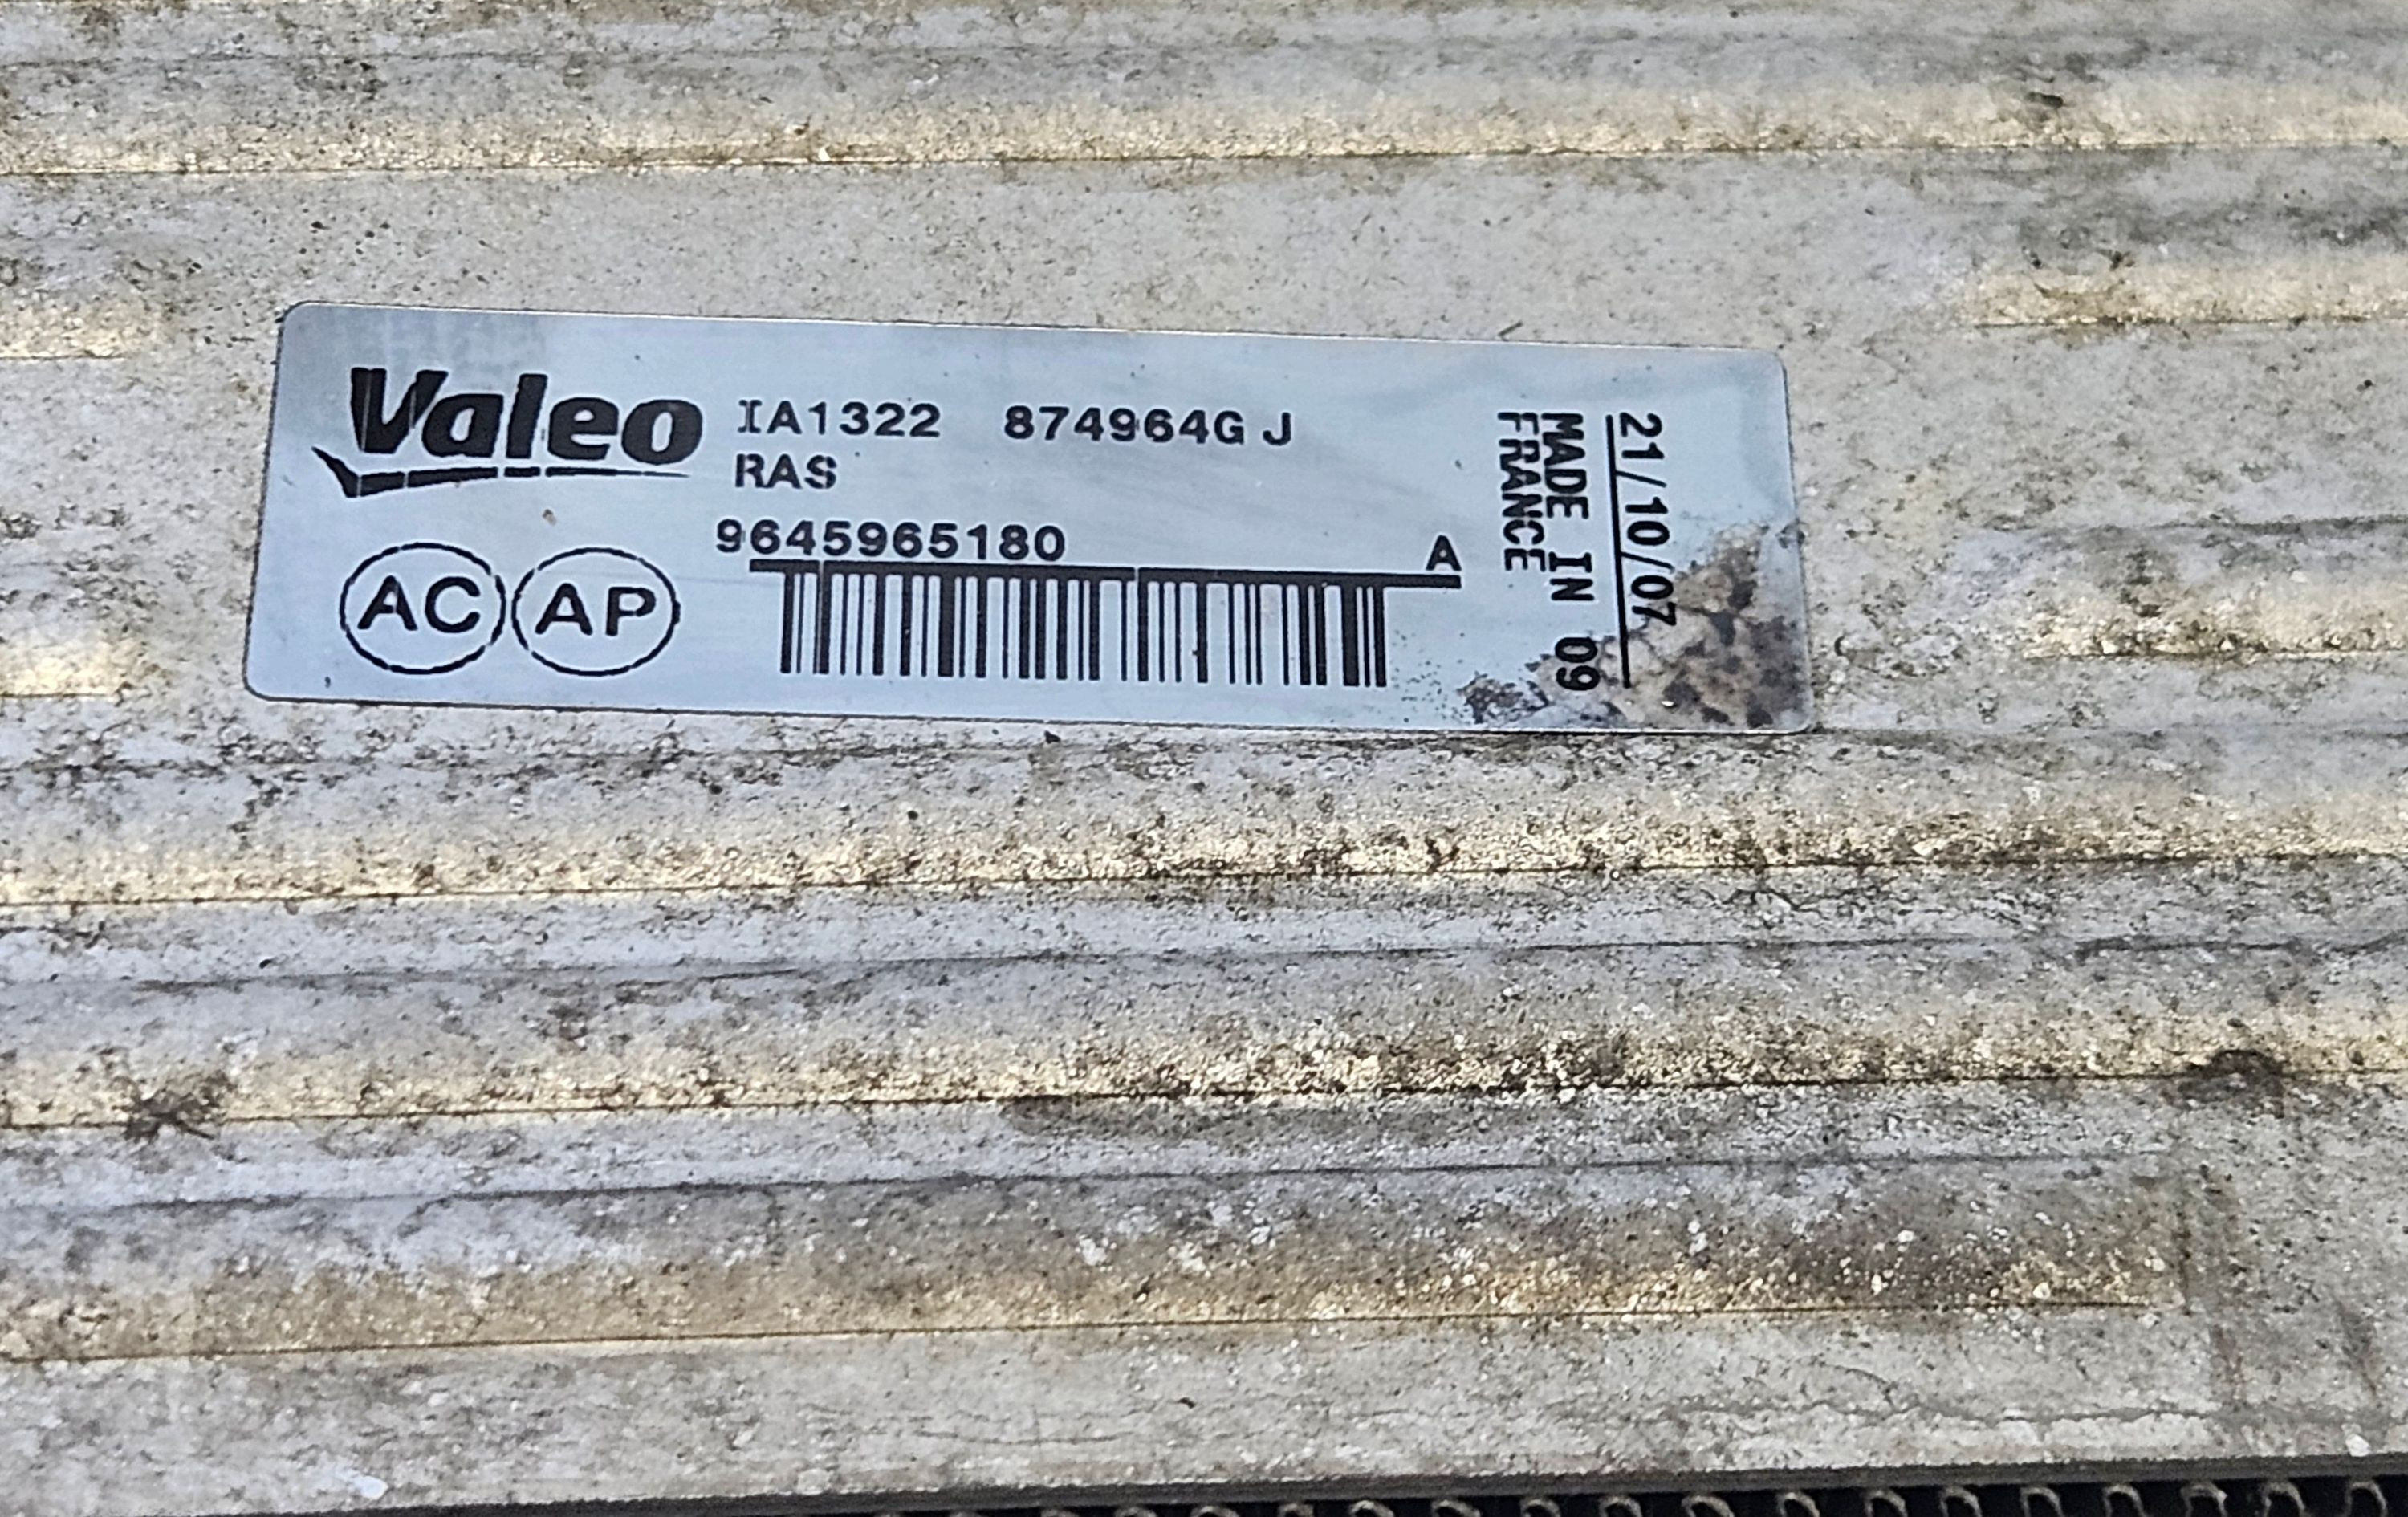 Valeo IA1322 874964G J
RAS
9645965180 A
AC AP
21/10/07
MADE IN 09
FRANCE